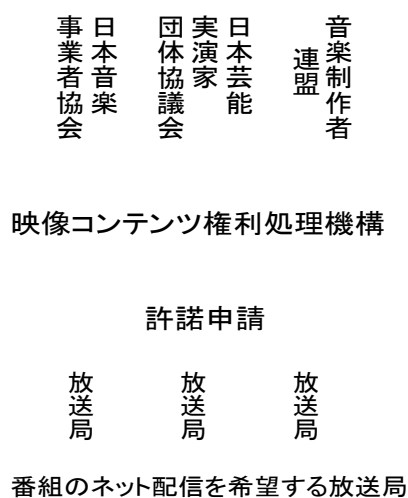 日本音楽
事業者協会
日本芸能
実演家
団体協議会
音楽制作者
連盟
映像コンテンツ権利処理機構
許諾申請
放送局
放送局
放送局
番組のネット配信を希望する放送局